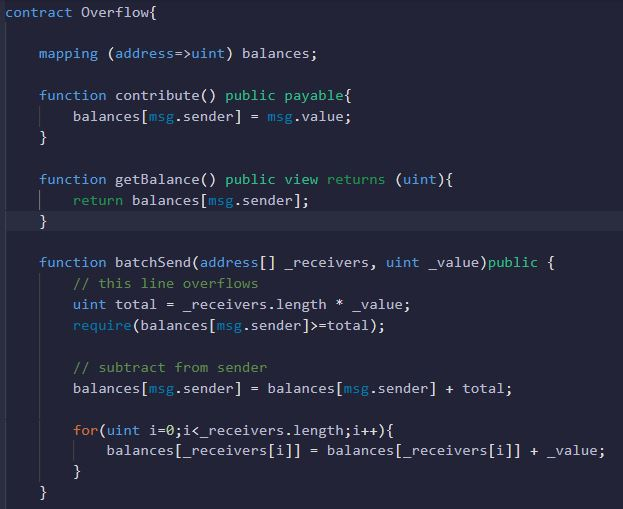 contract Overflow{
mapping (address=>uint) balances;
function contribute() public payable{
balances[msg.sender] = msg.value;
}
function getBalance() public view returns (uint){
return balances[msg.sender];
}
function batchSend(address[] _receivers, uint _value)public {
// this line overflows
uint total = _receivers.length * _value;
require(balances[msg.sender]>=total);
// subtract from sender
balances[msg.sender] = balances[msg.sender] + total;
for(uint i=0;i<_receivers.length;i++){
balances[_receivers[i]] = balances[_receivers[i]] + _value;
}
}